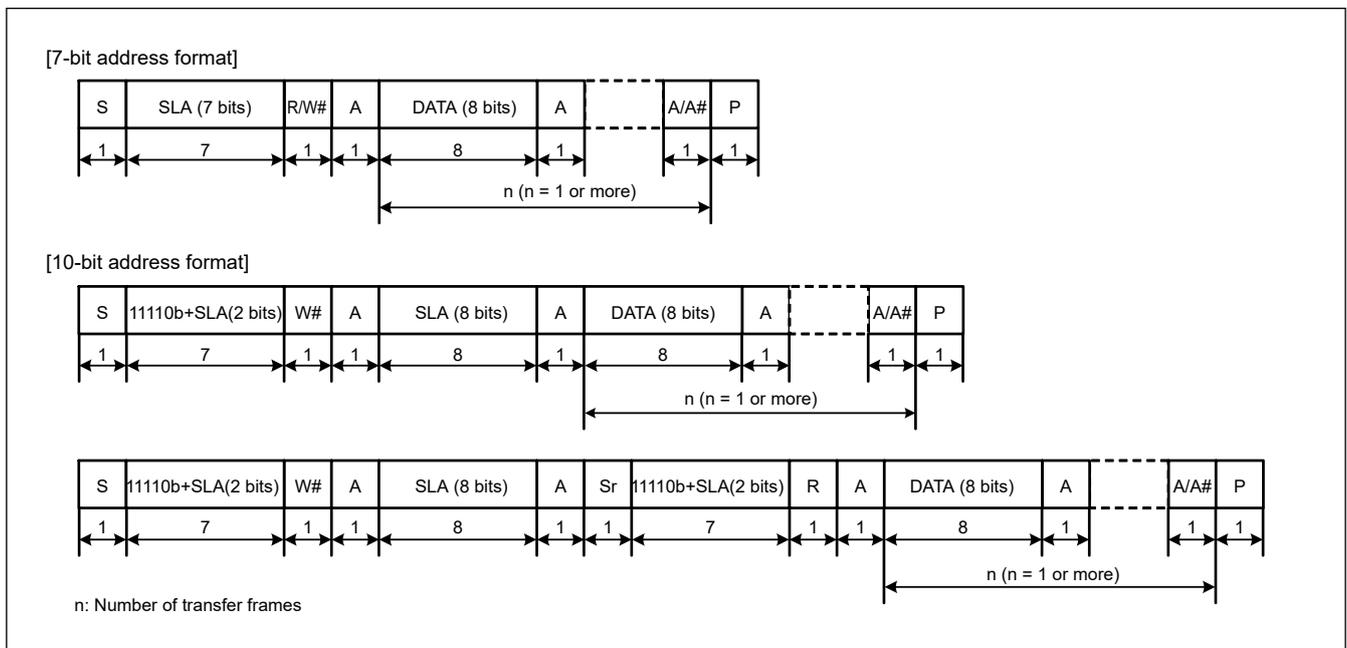 [7-bit address format]
S SLA (7 bits) R/W# A DATA (8 bits) A A/A# P
1 7 1 1 8 1 1 1
n (n = 1 or more)
[10-bit address format]
S 11110b+SLA(2 bits) W# A SLA (8 bits) A DATA (8 bits) A A/A# P
1 7 1 1 8 1 8 1 1 1
n (n = 1 or more)
S 11110b+SLA(2 bits) W# A SLA (8 bits) A Sr 11110b+SLA(2 bits) R A DATA (8 bits) A A/A# P
1 7 1 1 8 1 1 7 1 1 8 1 1 1
n (n = 1 or more)
n: Number of transfer frames